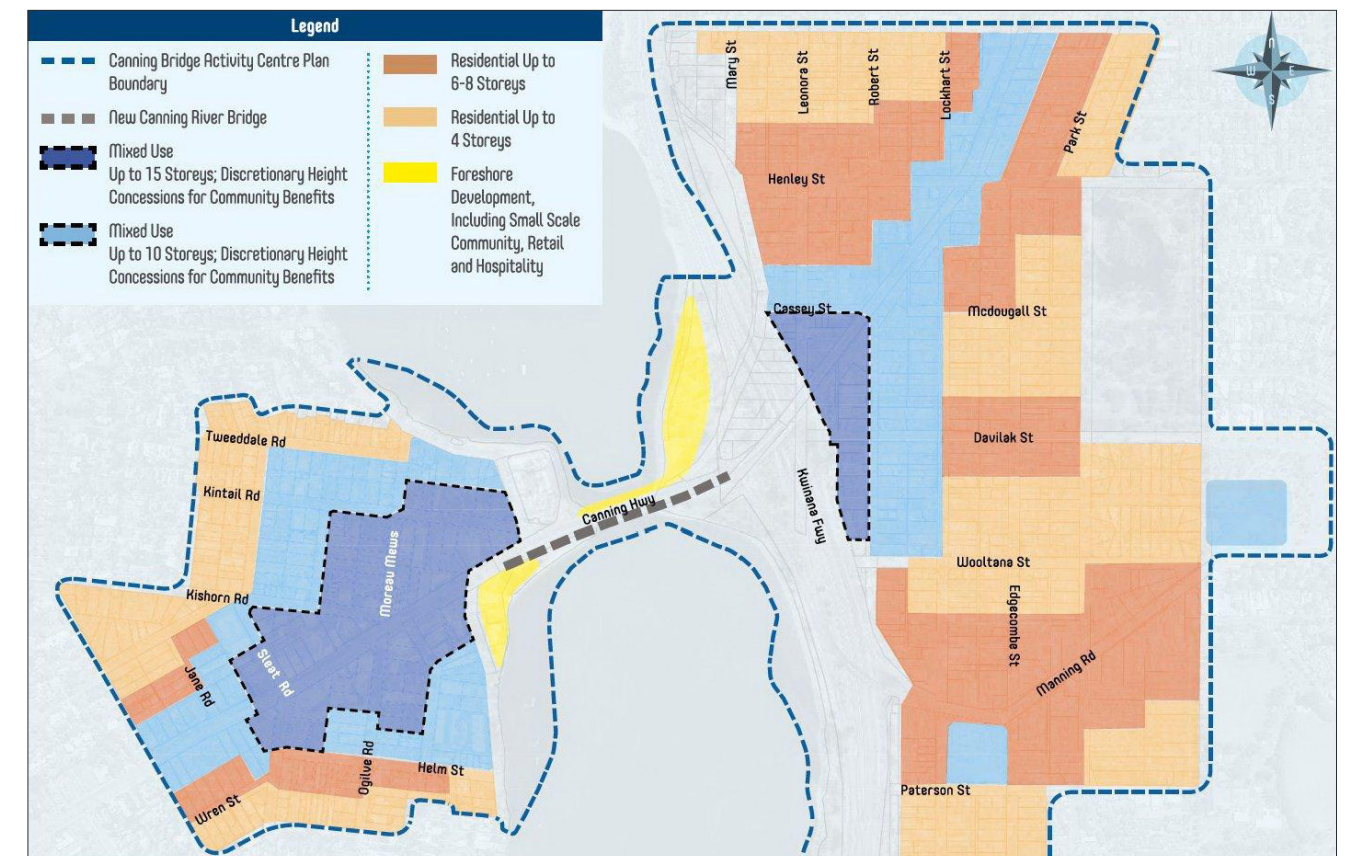 Legend
Canning Bridge Activity Centre Plan
Boundary
New Canning River Bridge
Mixed Use
Up to 15 Storeys; Discretionary Height
Concessions for Community Benefits
Mixed Use
Up to 10 Storeys; Discretionary Height
Concessions for Community Benefits
Residential Up to
6-8 Storeys
Residential Up to
4 Storeys
Foreshore
Development,
Including Small Scale
Community, Retail
and Hospitality
N
W E
S
Mary St
Leonora St
Robert St
Lockhart St
Park St
Henley St
Cassey St
Mcdougall St
Davilak St
Tweeddale Rd
Kintail Rd
Canning Hwy
Kwinana Fwy
Moreau Mews
Wooltana St
Kishorn Rd
Edgecombe St
Sleat Rd
Jane Rd
Manning Rd
Ogilve Rd
Helm St
Wren St
Paterson St